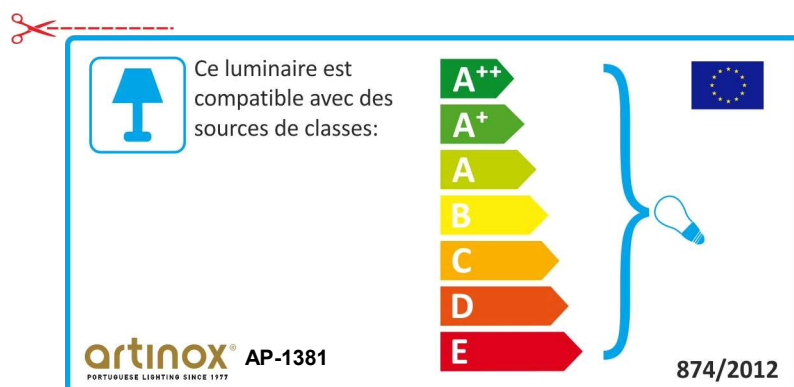 Ce luminaire est
compatible avec des
sources de classes:
A++
A+
A
B
C
D
E
artinox® AP-1381
PORTUGUESE LIGHTING SINCE 1977
874/2012